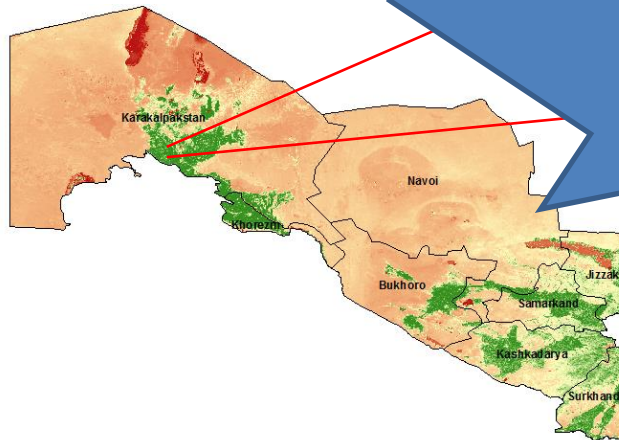 Karakalpakstan
Navoi
Khorezm
Jizzak
Bukhoro
Samarkand
Kashkadarya
Surkhand